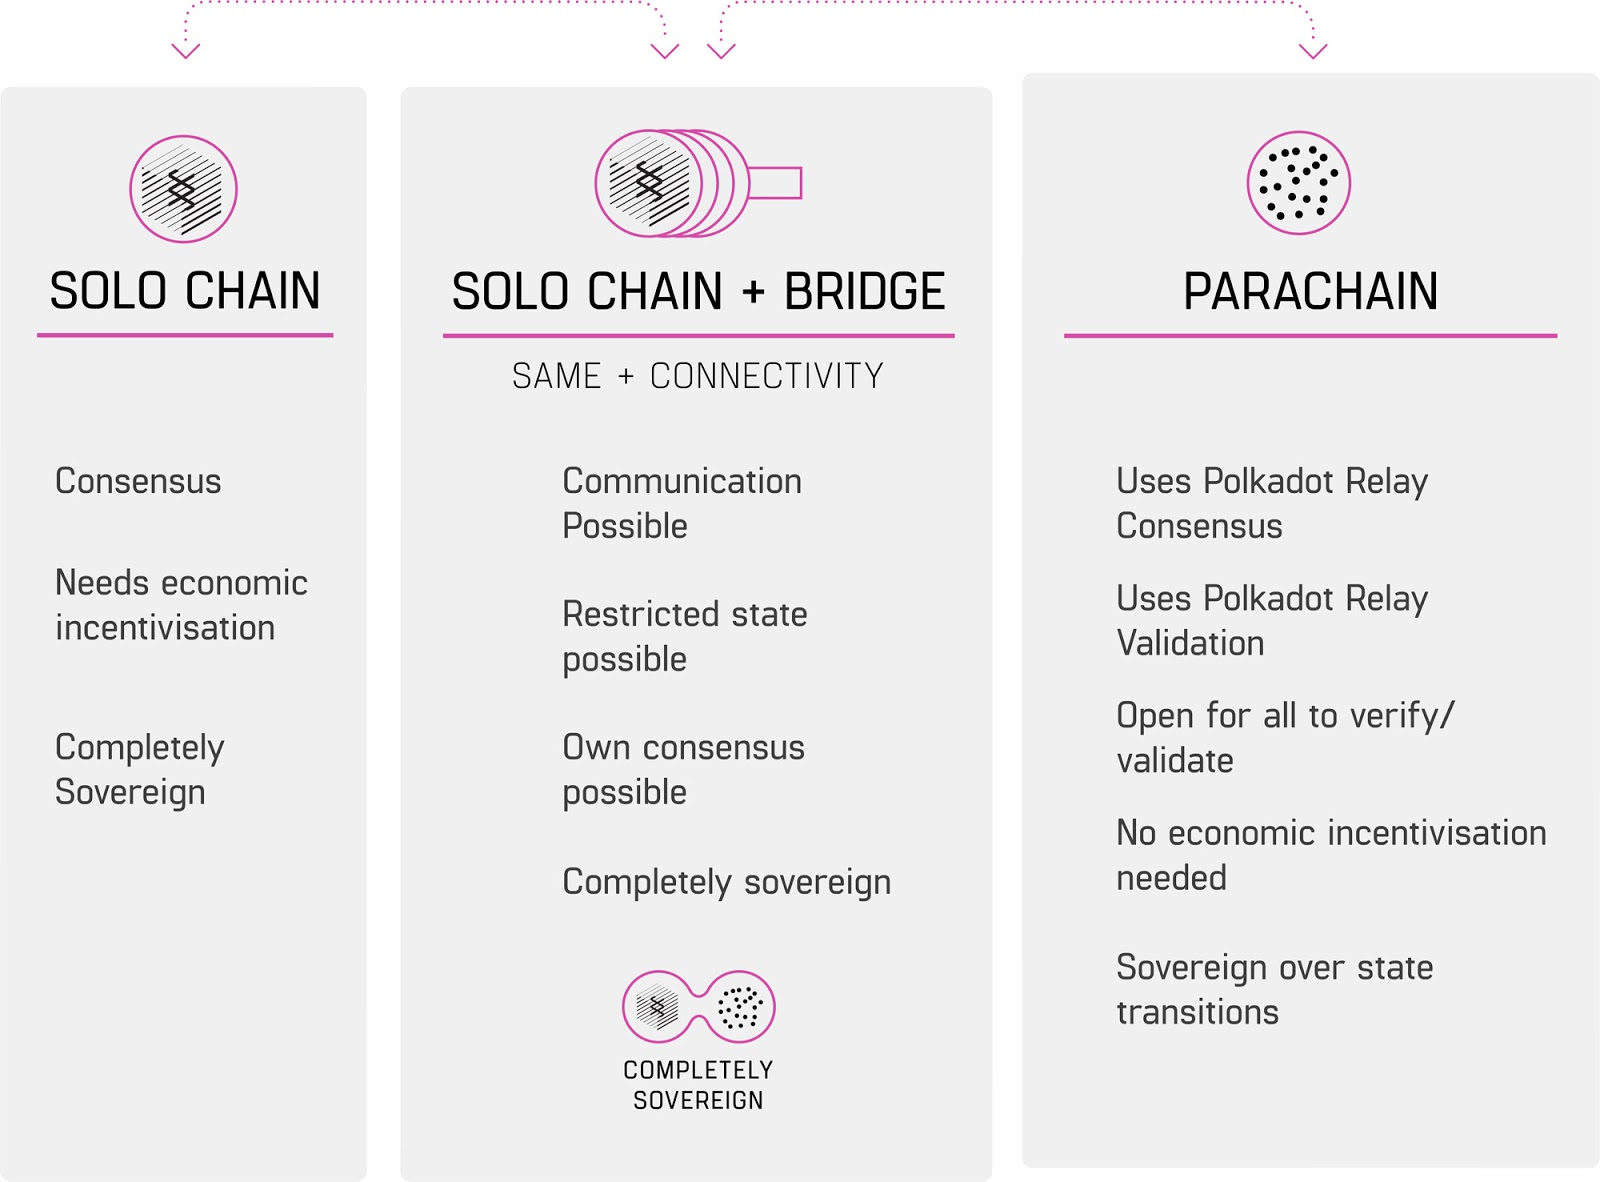 SOLO CHAIN
Consensus
Needs economic
incentivisation
Completely
Sovereign
SOLO CHAIN + BRIDGE
SAME + CONNECTIVITY
Communication
Possible
Restricted state
possible
Own consensus
possible
Completely sovereign
COMPLETELY
SOVEREIGN
PARACHAIN
Uses Polkadot Relay
Consensus
Uses Polkadot Relay
Validation
Open for all to verify/
validate
No economic incentivisation
needed
Sovereign over state
transitions